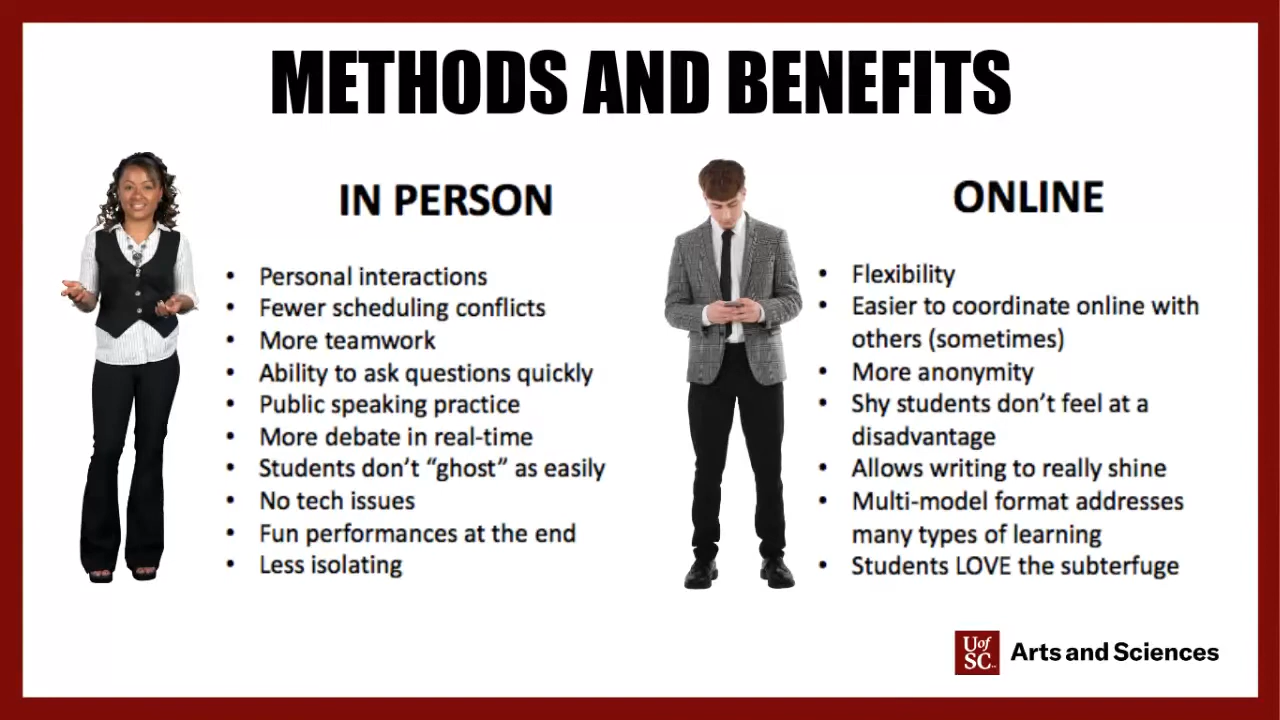 METHODS AND BENEFITS
IN PERSON
• Personal interactions
• Fewer scheduling conflicts
• More teamwork
• Ability to ask questions quickly
• Public speaking practice
• More debate in real-time
• Students don’t “ghost” as easily
• No tech issues
• Fun performances at the end
• Less isolating
ONLINE
• Flexibility
• Easier to coordinate online with
others (sometimes)
• More anonymity
• Shy students don’t feel at a
disadvantage
• Allows writing to really shine
• Multi-model format addresses
many types of learning
• Students LOVE the subterfuge
U of
SC
Arts and Sciences